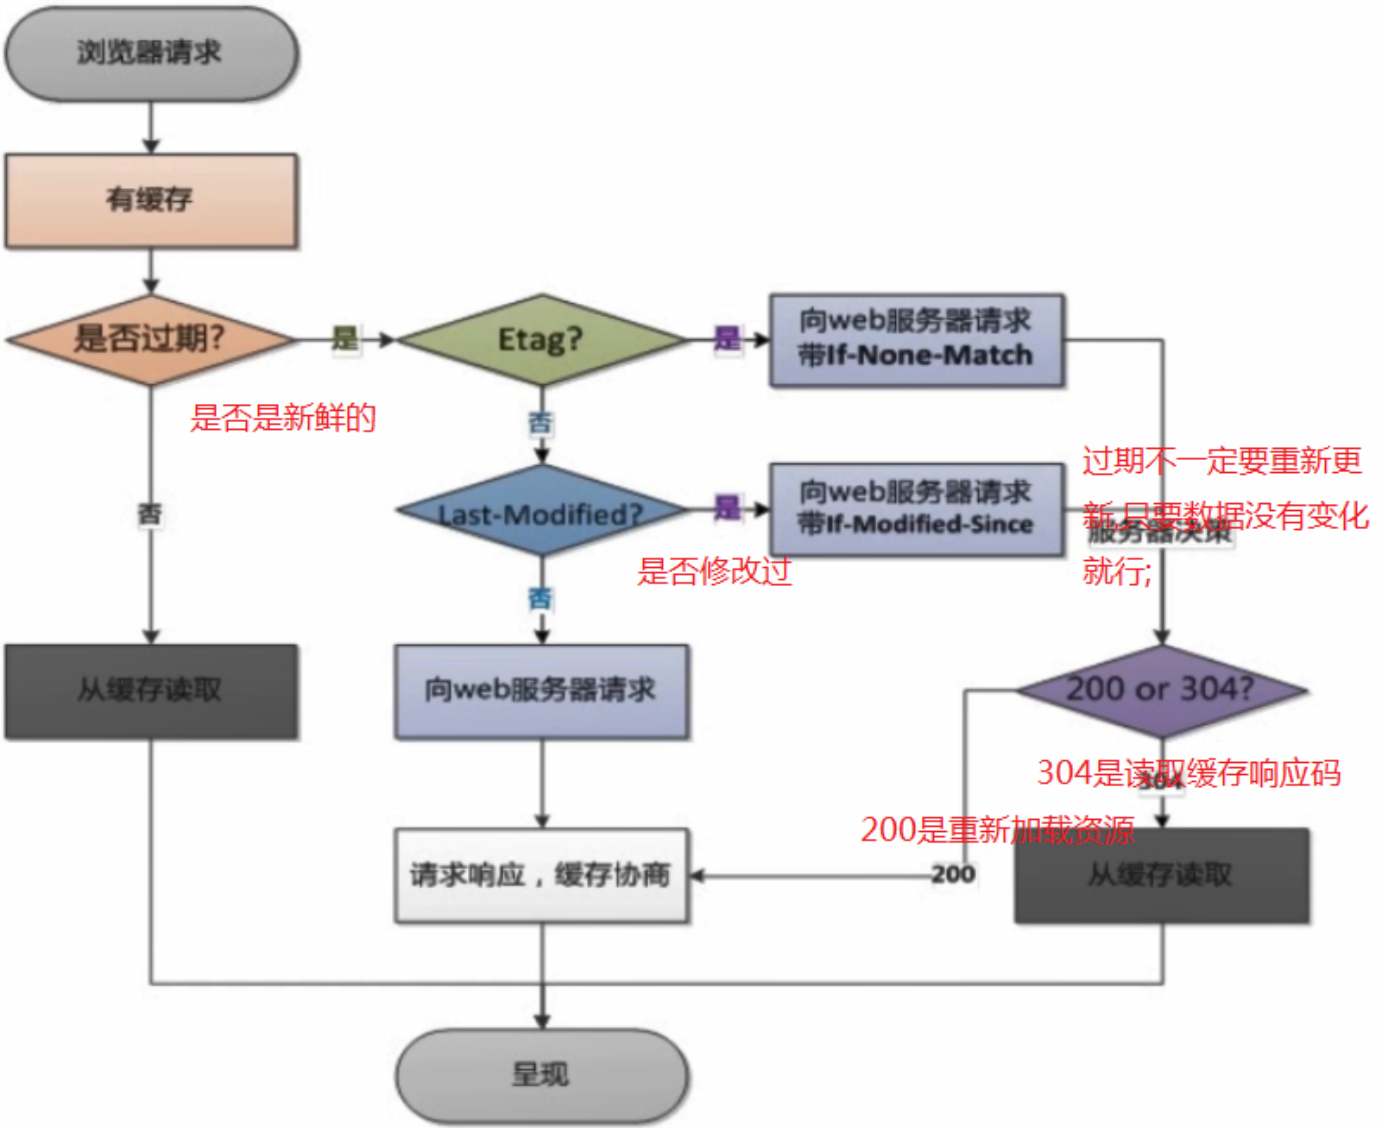 浏览器请求
有缓存
是否过期?
是
Etag?
是
向web服务器请求
带If-None-Match
是否是新鲜的
否
否
Last-Modified?
是
向web服务器请求
带If-Modified-Since
过期不一定要重新更
新,只要数据没有变化
就行;
服务器决策
是否修改过
否
从缓存读取
向web服务器请求
200 or 304?
304是读取缓存响应码
304
200是重新加载资源
请求响应，缓存协商
200
从缓存读取
呈现